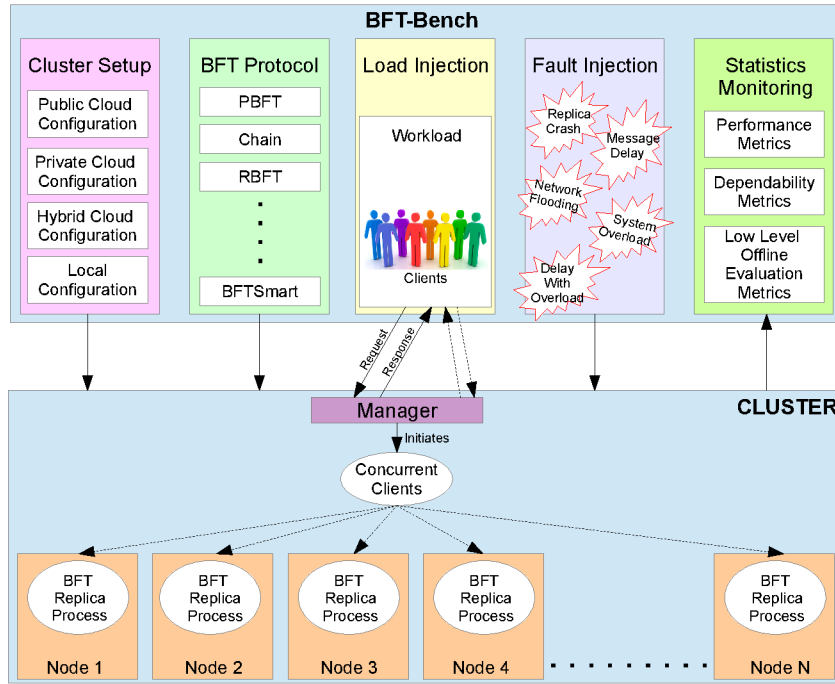 BFT-Bench
Cluster Setup
Public Cloud
Configuration
Private Cloud
Configuration
Hybrid Cloud
Configuration
Local
Configuration
BFT Protocol
PBFT
Chain
RBFT
BFTSmart
Load Injection
Workload
Clients
Fault Injection
Replica
Crash
Message
Delay
Network
Flooding
System
Overload
Delay
With
Overload
Statistics
Monitoring
Performance
Metrics
Dependability
Metrics
Low Level
Offline
Evaluation
Metrics
Request
Response
CLUSTER
Manager
Initiates
Concurrent
Clients
BFT
Replica
Process
Node 1
BFT
Replica
Process
Node 2
BFT
Replica
Process
Node 3
BFT
Replica
Process
Node 4
BFT
Replica
Process
Node N